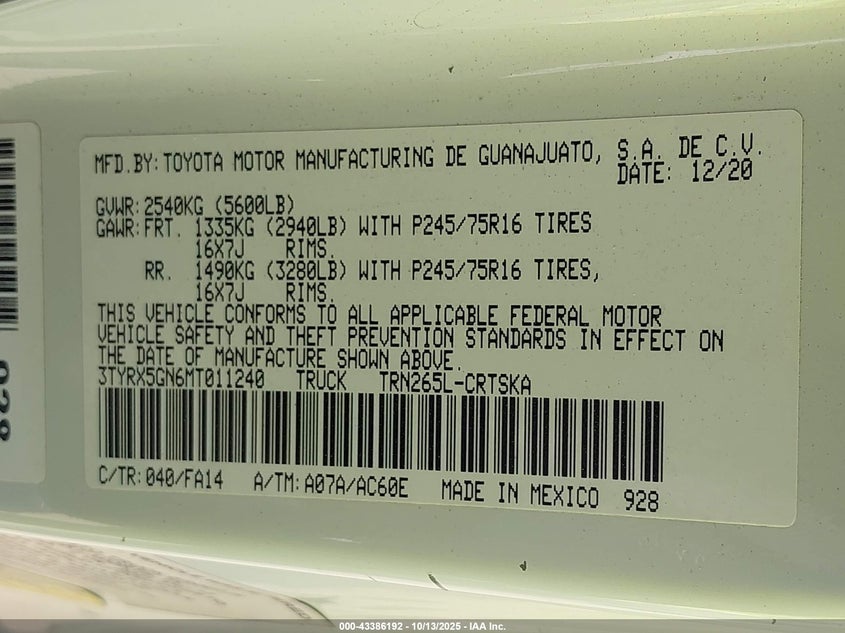 MFD.BY: TOYOTA MOTOR MANUFACTURING DE GUANAJUATO, S.A. DE C.V.
DATE: 12/20
GVWR: 2540KG (5600LB)
GAWR: FRT. 1335KG (2940LB) WITH P245/75R16 TIRES
16X7J RIMS.
RR. 1490KG (3280LB) WITH P245/75R16 TIRES,
16X7J RIMS.
THIS VEHICLE CONFORMS TO ALL APPLICABLE FEDERAL MOTOR
VEHICLE SAFETY AND THEFT PREVENTION STANDARDS IN EFFECT ON
THE DATE OF MANUFACTURE SHOWN ABOVE.
3TYRX5GN6MT011240 TRUCK TRN265L-CRTSKA
C/TR: 040/FA14 A/TM: A07A/AC60E MADE IN MEXICO 928
000-43386192 - 10/13/2025 - IAA Inc.